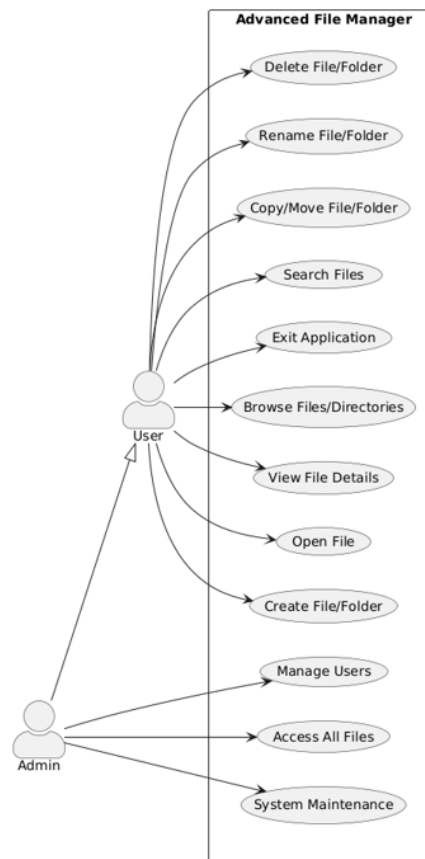 Advanced File Manager
Delete File/Folder
Rename File/Folder
Copy/Move File/Folder
Search Files
Exit Application
Browse Files/Directories
User
View File Details
Open File
Create File/Folder
Manage Users
Access All Files
Admin
System Maintenance